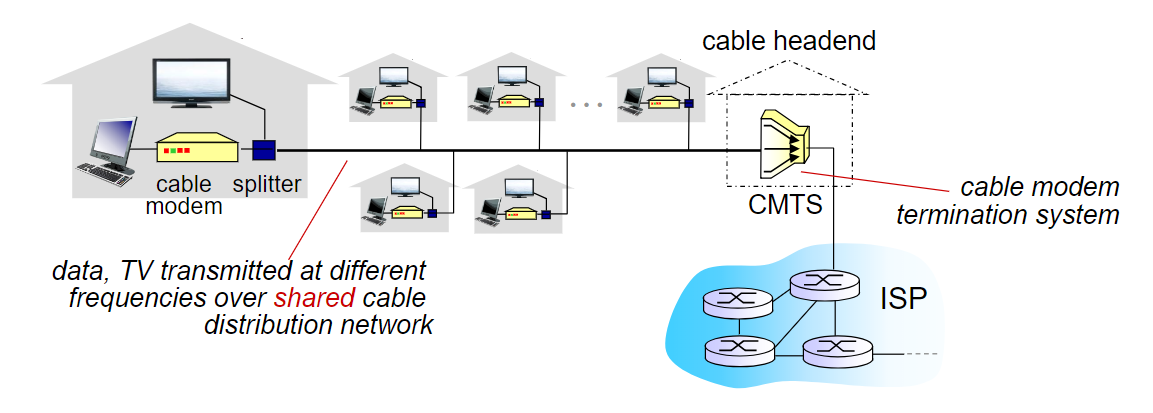 cable headend
cable
modem
splitter
CMTS
cable modem
termination system
data, TV transmitted at different
frequencies over shared cable
distribution network
ISP